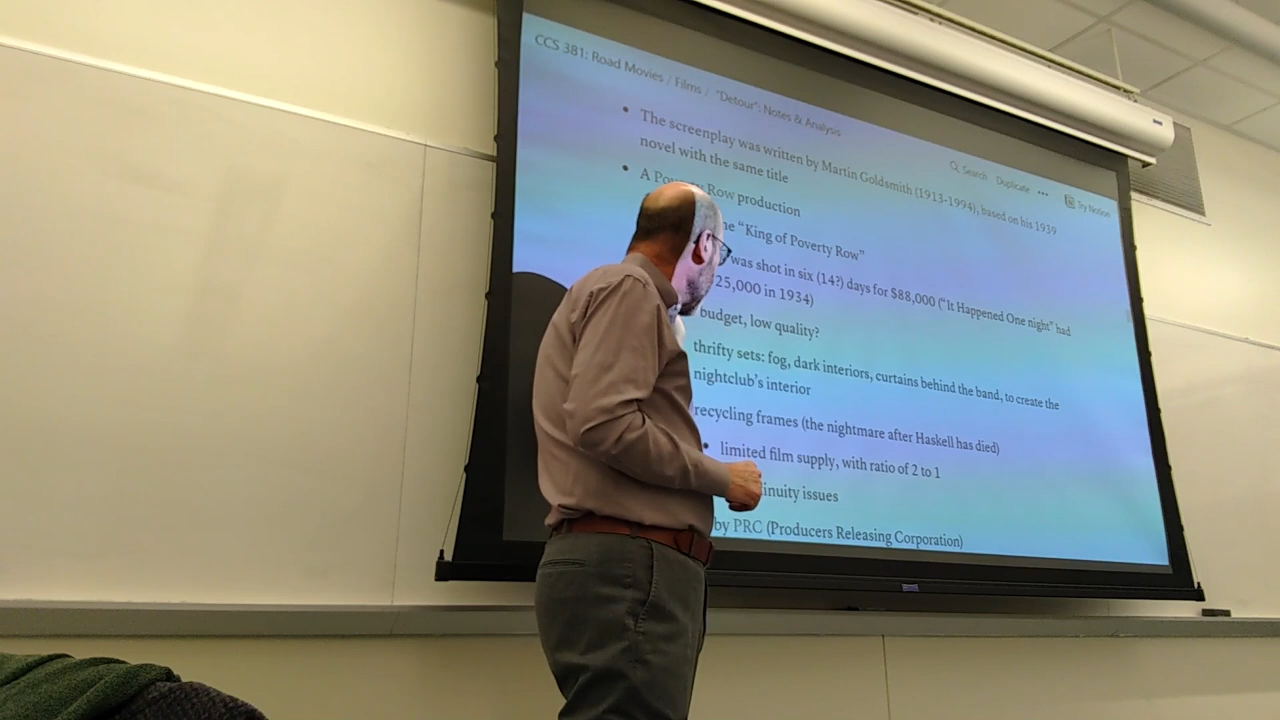 CCS 381: Road Movies / Films / "Detour": Notes & Analysis
Search Duplicate ••• Try Notion
• The screenplay was written by Martin Goldsmith (1913-1994), based on his 1939
novel with the same title
• A Row production
"King of Poverty Row"
was shot in six (14?) days for $88,000 ("It Happened One night" had
25,000 in 1934)
budget, low quality?
thrifty sets: fog, dark interiors, curtains behind the band, to create the
nightclub's interior
recycling frames (the nightmare after Haskell has died)
• limited film supply, with ratio of 2 to 1
issues
by PRC (Producers Releasing Corporation)